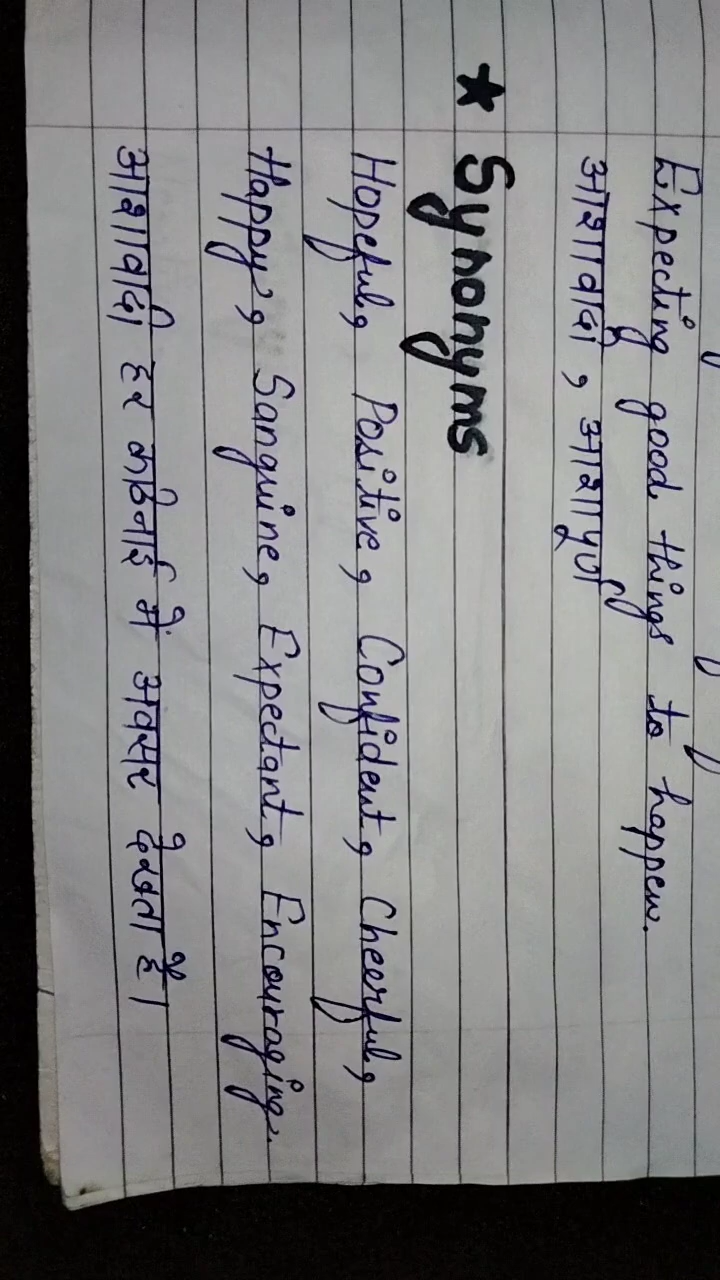 Expecting good things to happen.
आशावादी, आशापूर्ण
★ Synonyms
Hopeful, Positive, Confident, Cheerful,
Happy, Sanguine, Expectant, Encouraging.
आशावादी हर कठिनाई में अवसर देखता है।